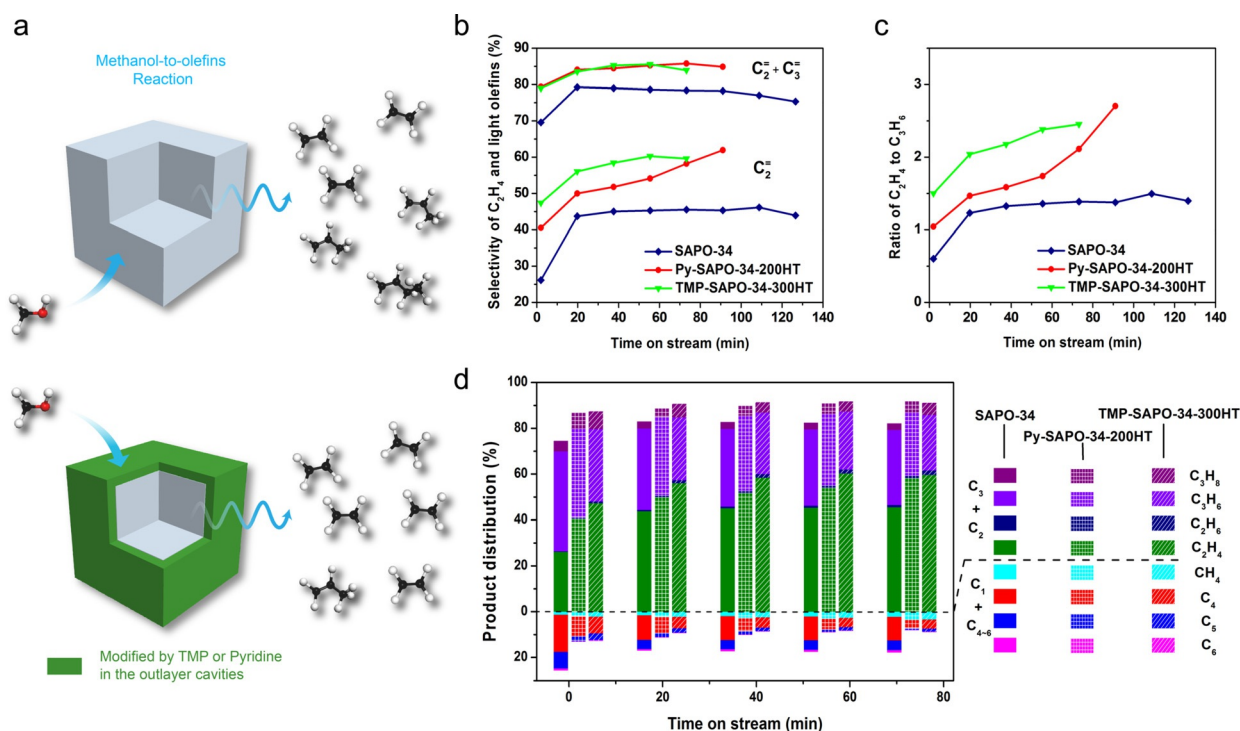 a
Methanol-to-olefins
Reaction
Modified by TMP or Pyridine
in the outlayer cavities
b
Selectivity of C₂H₄ and light olefins (%)
90
80
70
60
50
40
30
20
C₂⁼ + C₃⁼
C₂⁼
SAPO-34
Py-SAPO-34-200HT
TMP-SAPO-34-300HT
0 20 40 60 80 100 120 140
Time on stream (min)
c
Ratio of C₂H₄ to C₃H₆
3
2
1
0
SAPO-34
Py-SAPO-34-200HT
TMP-SAPO-34-300HT
0 20 40 60 80 100 120 140
Time on stream (min)
d
Product distribution (%)
100
80
60
40
20
0
20
0 20 40 60 80
Time on stream (min)
SAPO-34 TMP-SAPO-34-300HT
Py-SAPO-34-200HT
C₃
+
C₂
C₁
+
C₄₋₆
C₃H₈
C₃H₆
C₂H₆
C₂H₄
CH₄
C₄
C₅
C₆